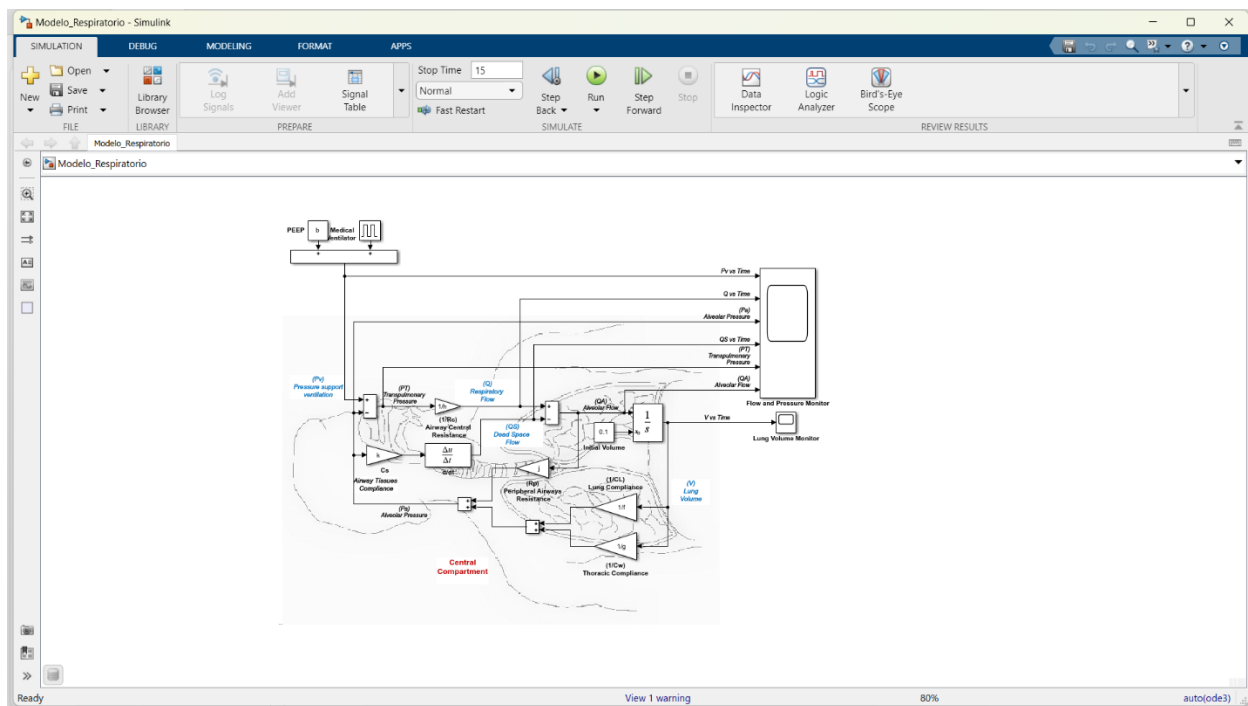 Modelo_Respiratorio - Simulink
SIMULATION DEBUG MODELING FORMAT APPS
New
Open
Save
Print
FILE
Library
Browser
LIBRARY
Log
Signals
Add
Viewer
Signal
Table
PREPARE
Stop Time 15
Normal
Fast Restart
Step
Back
Run
Step
Forward
Stop
SIMULATE
Data
Inspector
Logic
Analyzer
Bird's-Eye
Scope
REVIEW RESULTS
Modelo_Respiratorio
Modelo_Respiratorio
PEEP
b
Medical
Ventilator
Pv vs Time
Q vs Time
(Pa)
Alveolar Pressure
QS vs Time
(PT)
Transpulmonary
Pressure
(QA)
Alveolar Flow
Flow and Pressure Monitor
V vs Time
Lung Volume Monitor
(Pv)
Pressure support
ventilation
(PT)
Transpulmonary
Pressure
1/h
(Q)
Respiratory
Flow
Airway Central
Resistance
(QS)
Dead Space
Flow
(QA)
Alveolar Flow
0.1
Initial Volume
1
s
k
Cs
Airway Tissues
Compliance
Δu
Δt
d/dt
j
(Rp)
Peripheral Airways
Resistance
(1/CL)
Lung Compliance
1/f
(V)
Lung
Volume
(Pa)
Alveolar Pressure
1/g
(1/Cw)
Thoracic Compliance
Central
Compartment
Ready View 1 warning 80% auto(ode3)